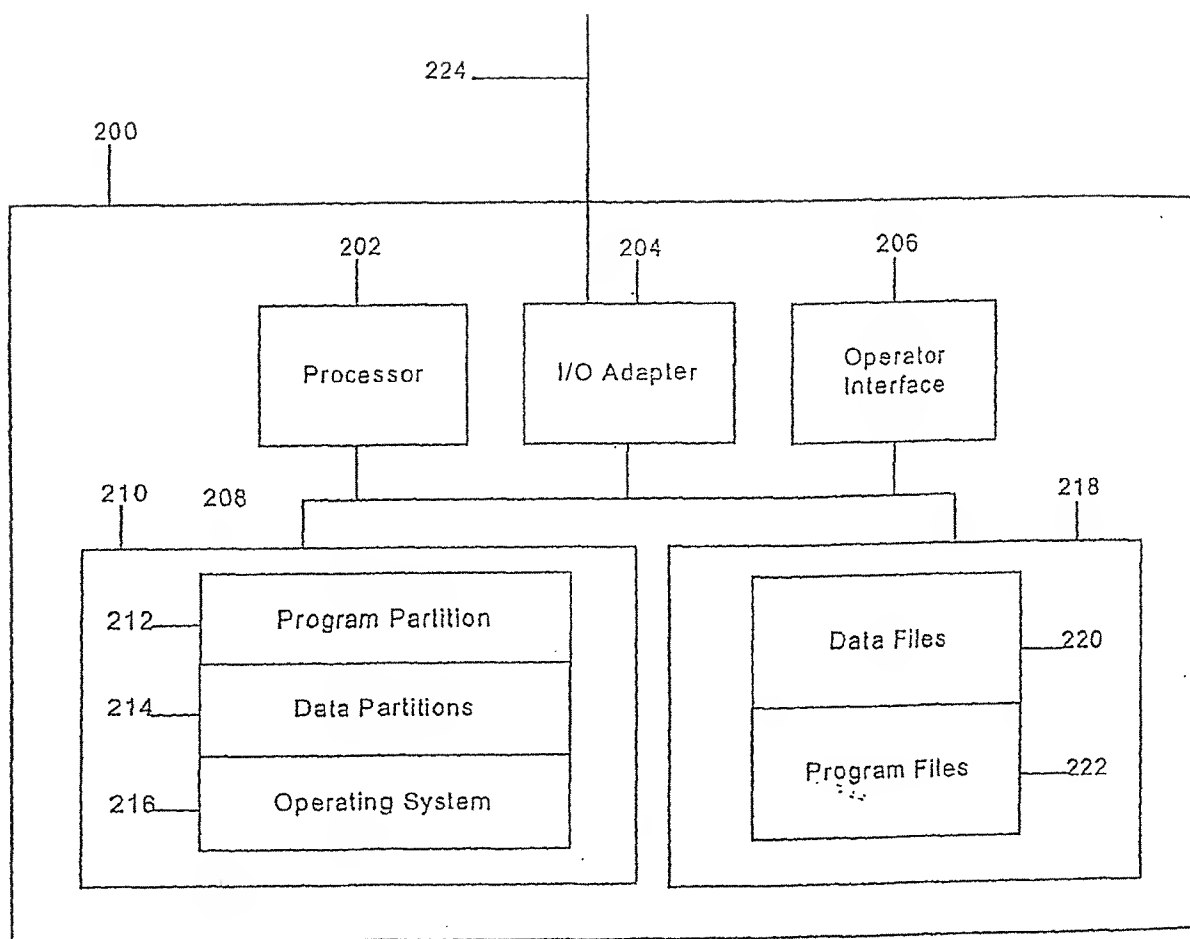 224
200
202
204
206
Processor
I/O Adapter
Operator
Interface
210
208
218
212
Program Partition
Data Files
220
214
Data Partitions
216
Operating System
Program Files
222